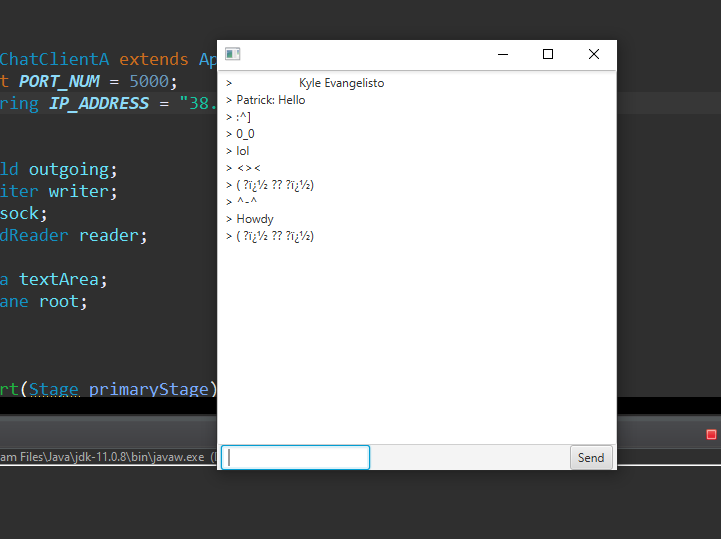 ChatClientA extends Ap
t PORT_NUM = 5000;
ring IP_ADDRESS = "38.
ld outgoing;
iter writer;
sock;
dReader reader;
a textArea;
ane root;
rt(Stage primaryStage)
am Files\Java\jdk-11.0.8\bin\javaw.exe (
> Kyle Evangelisto
> Patrick: Hello
> :^]
> 0_0
> lol
> <><
> ( ?ï¿½ ?? ?ï¿½)
> ^-^
> Howdy
> ( ?ï¿½ ?? ?ï¿½)
Send